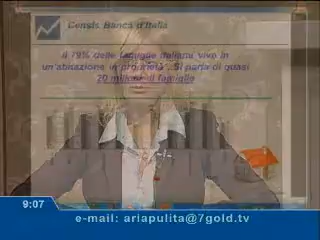 Censis Banca d'Italia
il 79% delle famiglie italiane vive in
un'abitazione in proprietà". Si parla di quasi
20 milioni di famiglie
9:07
e-mail: ariapulita@7gold.tv